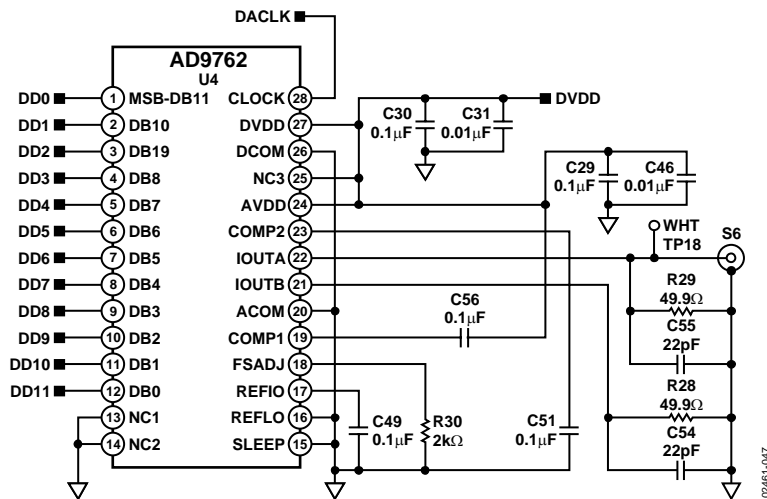 DACLK
AD9762
U4
DD0 1 MSB-DB11 CLOCK 28
DD1 2 DB10 DVDD 27
DD2 3 DB19 DCOM 26
DD3 4 DB8 NC3 25
DD4 5 DB7 AVDD 24
DD5 6 DB6 COMP2 23
DD6 7 DB5 IOUTA 22
DD7 8 DB4 IOUTB 21
DD8 9 DB3 ACOM 20
DD9 10 DB2 COMP1 19
DD10 11 DB1 FSADJ 18
DD11 12 DB0 REFIO 17
13 NC1 REFLO 16
14 NC2 SLEEP 15
DVDD
C30
0.1µF
C31
0.01µF
C29
0.1µF
C46
0.01µF
WHT
TP18
S6
C56
0.1µF
R29
49.9Ω
C55
22pF
R28
49.9Ω
C54
22pF
C49
0.1µF
R30
2kΩ
C51
0.1µF
02461-047